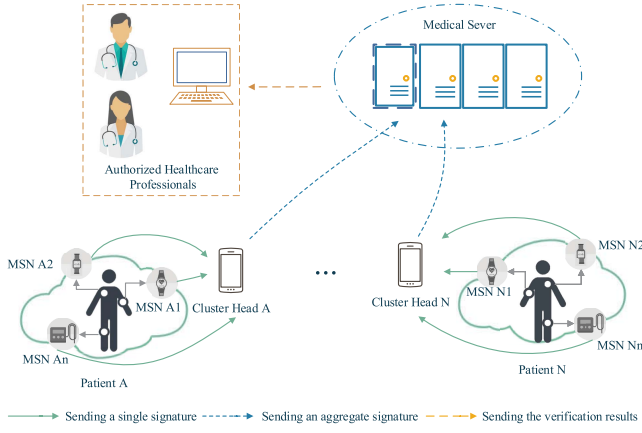 Medical Sever
Authorized Healthcare
Professionals
MSN A2
MSN A1
MSN An
Cluster Head A
Patient A
...
Cluster Head N
MSN N2
MSN N1
MSN Nn
Patient N
Sending a single signature
Sending an aggregate signature
Sending the verification results